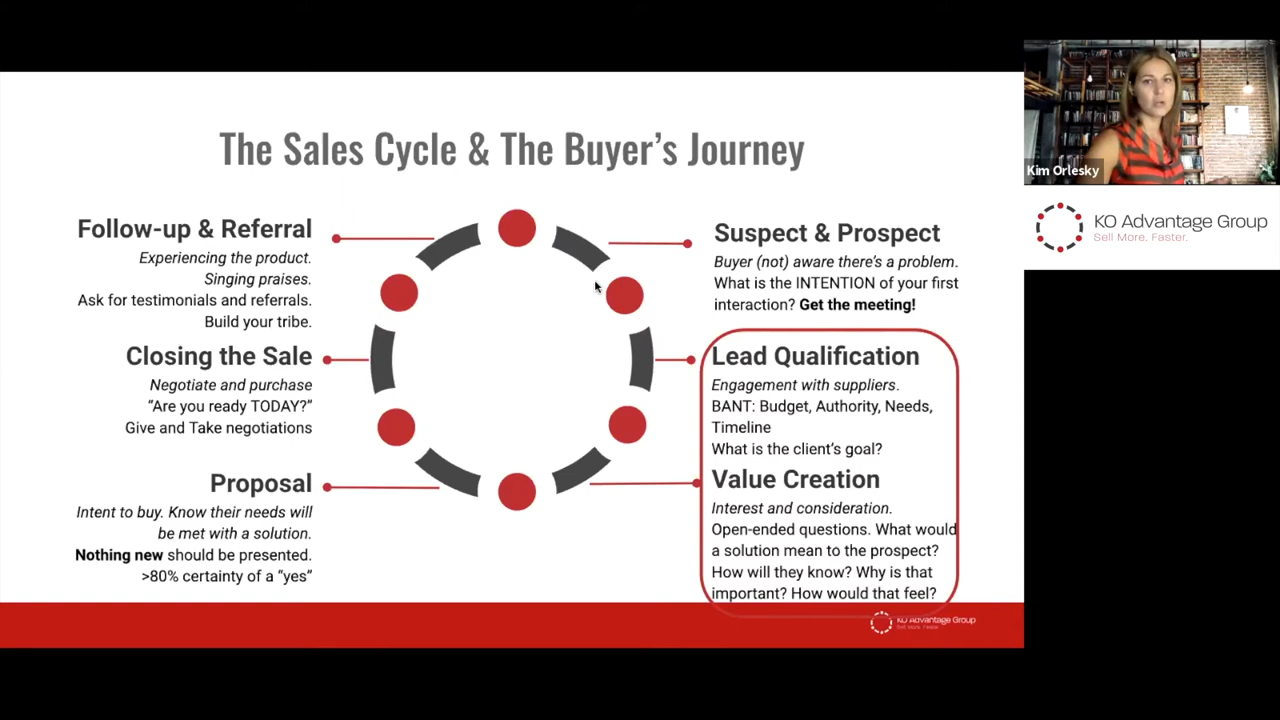 The Sales Cycle & The Buyer's Journey
Follow-up & Referral
Experiencing the product.
Singing praises.
Ask for testimonials and referrals.
Build your tribe.
Closing the Sale
Negotiate and purchase
“Are you ready TODAY?”
Give and Take negotiations
Proposal
Intent to buy. Know their needs will
be met with a solution.
Nothing new should be presented.
>80% certainty of a “yes”
Suspect & Prospect
Buyer (not) aware there's a problem.
What is the INTENTION of your first
interaction? Get the meeting!
Lead Qualification
Engagement with suppliers.
BANT: Budget, Authority, Needs,
Timeline
What is the client's goal?
Value Creation
Interest and consideration.
Open-ended questions. What would
a solution mean to the prospect?
How will they know? Why is that
important? How would that feel?
KO Advantage Group
Sell More. Faster.
Kim Orlesky
KO Advantage Group
Sell More. Faster.